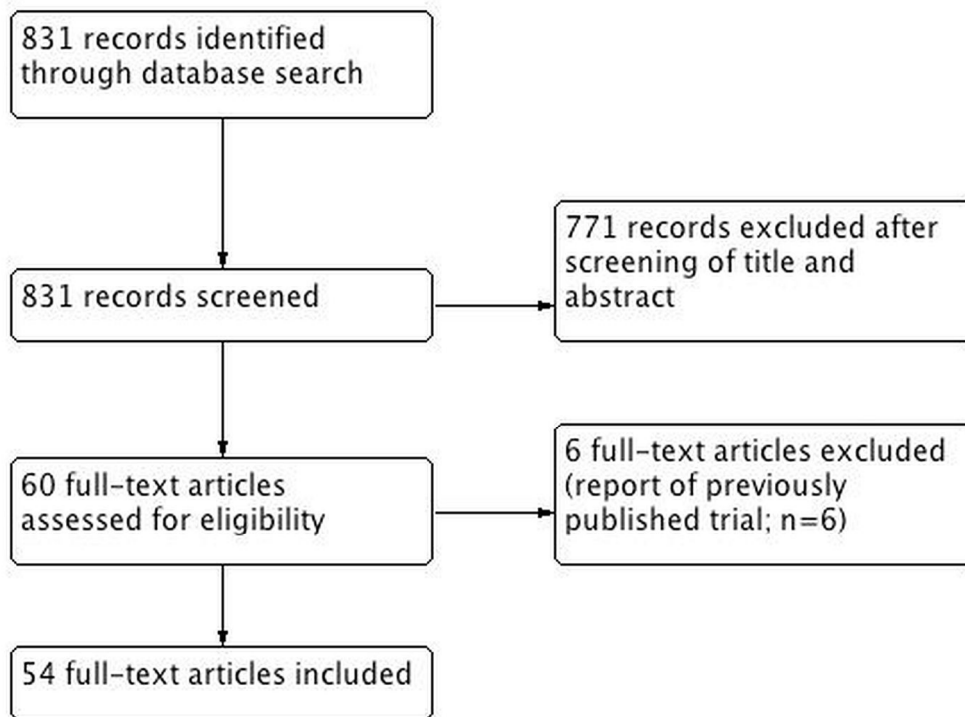 831 records identified
through database search
771 records excluded after
screening of title and
abstract
831 records screened
6 full-text articles excluded
(report of previously
published trial; n=6)
60 full-text articles
assessed for eligibility
54 full-text articles included